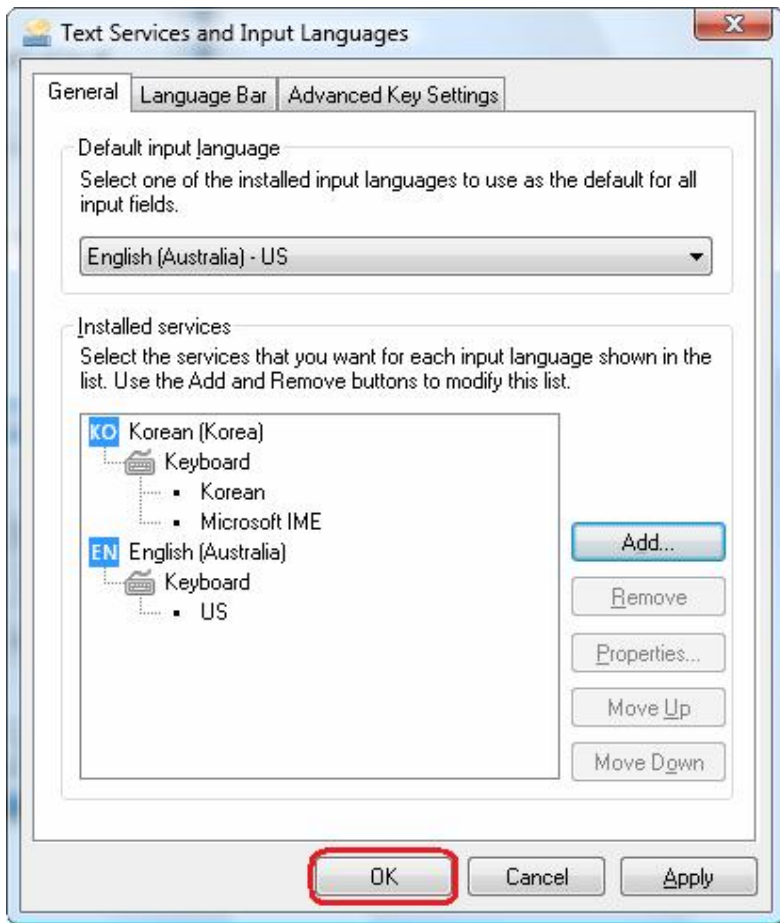 Text Services and Input Languages
General
Language Bar
Advanced Key Settings
Default input language
Select one of the installed input languages to use as the default for all
input fields.
English (Australia) - US
Installed services
Select the services that you want for each input language shown in the
list. Use the Add and Remove buttons to modify this list.
KO Korean (Korea)
Keyboard
Korean
Microsoft IME
EN English (Australia)
Keyboard
US
Add...
Remove
Properties...
Move Up
Move Down
OK
Cancel
Apply